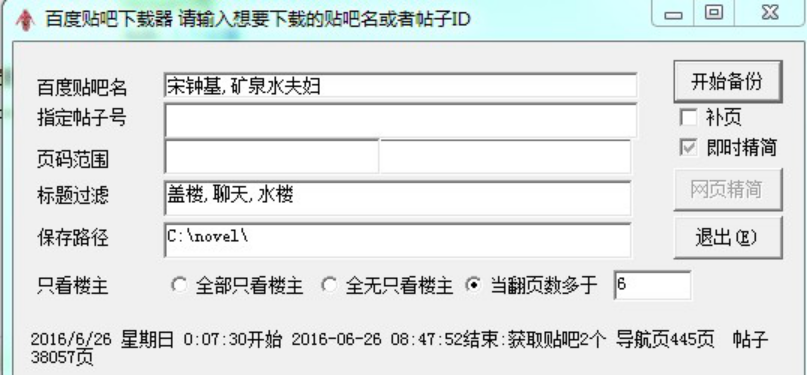 百度贴吧下载器 请输入想要下载的贴吧名或者帖子ID
百度贴吧名 宋钟基,矿泉水夫妇 开始备份
指定帖子号 补页
页码范围 即时精简
标题过滤 盖楼,聊天,水楼 网页精简
保存路径 C:\novel\ 退出(E)
只看楼主 全部只看楼主 全无只看楼主 当翻页数多于 6
2016/6/26 星期日 0:07:30开始 2016-06-26 08:47:52结束:获取贴吧2个 导航页445页 帖子
38057页